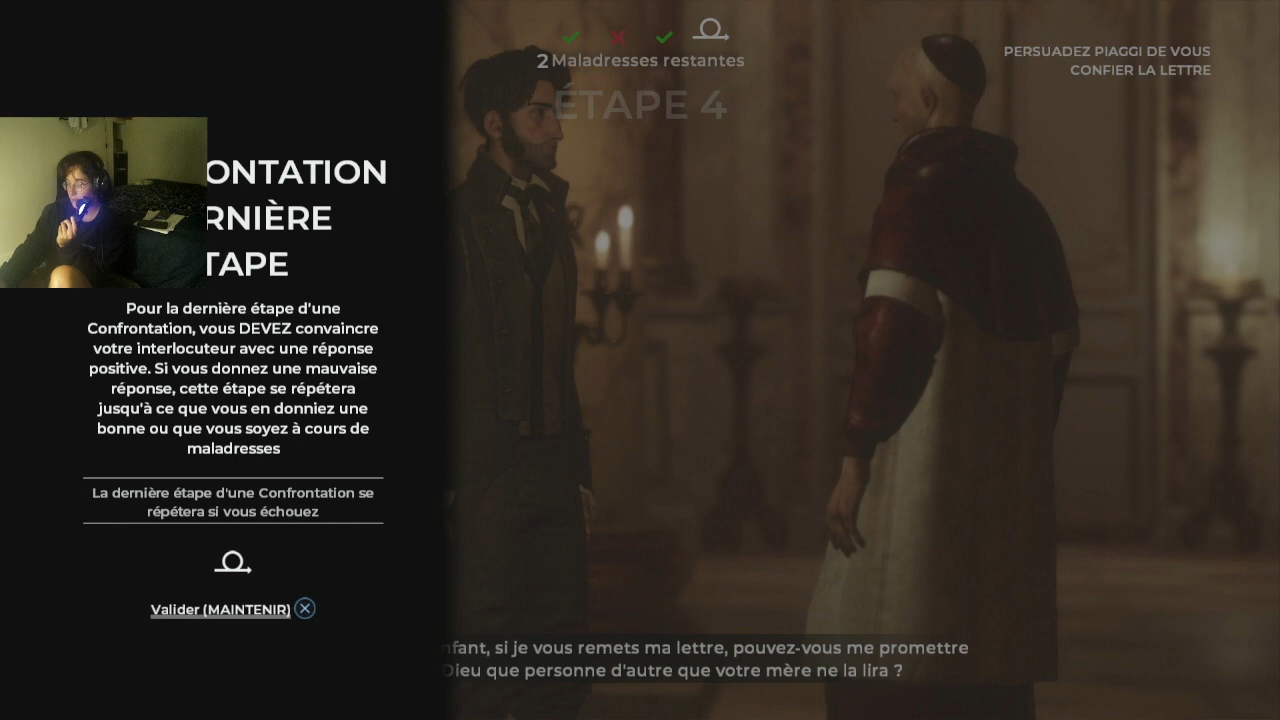 2 Maladresses restantes
ÉTAPE 4
PERSUADEZ PIAGGI DE VOUS
CONFIER LA LETTRE
ONTATION
RNIÈRE
TAPE
Pour la dernière étape d'une
Confrontation, vous DEVEZ convaincre
votre interlocuteur avec une réponse
positive. Si vous donnez une mauvaise
réponse, cette étape se répétera
jusqu'à ce que vous en donniez une
bonne ou que vous soyez à cours de
maladresses
La dernière étape d'une Confrontation se
répétera si vous échouez
Valider (MAINTENIR)
nfant, si je vous remets ma lettre, pouvez-vous me promettre
Dieu que personne d'autre que votre mère ne la lira ?